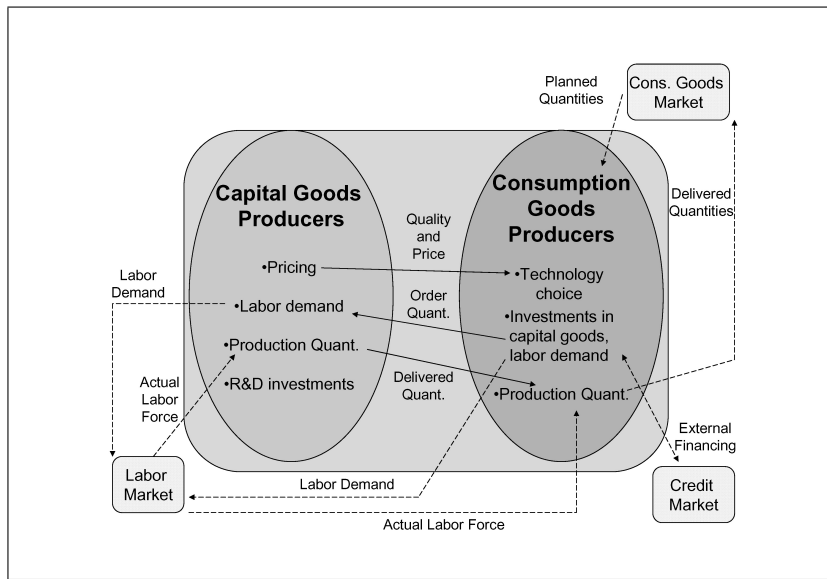 Planned
Quantities
Cons. Goods
Market
Capital Goods
Producers
Consumption
Goods
Producers
Delivered
Quantities
Quality
and
Price
•Pricing
•Technology
choice
Labor
Demand
•Labor demand
Order
Quant.
•Investments in
capital goods,
labor demand
•Production Quant.
Actual
Labor
Force
•R&D investments
Delivered
Quant.
•Production Quant.
External
Financing
Labor
Market
Labor Demand
Credit
Market
Actual Labor Force